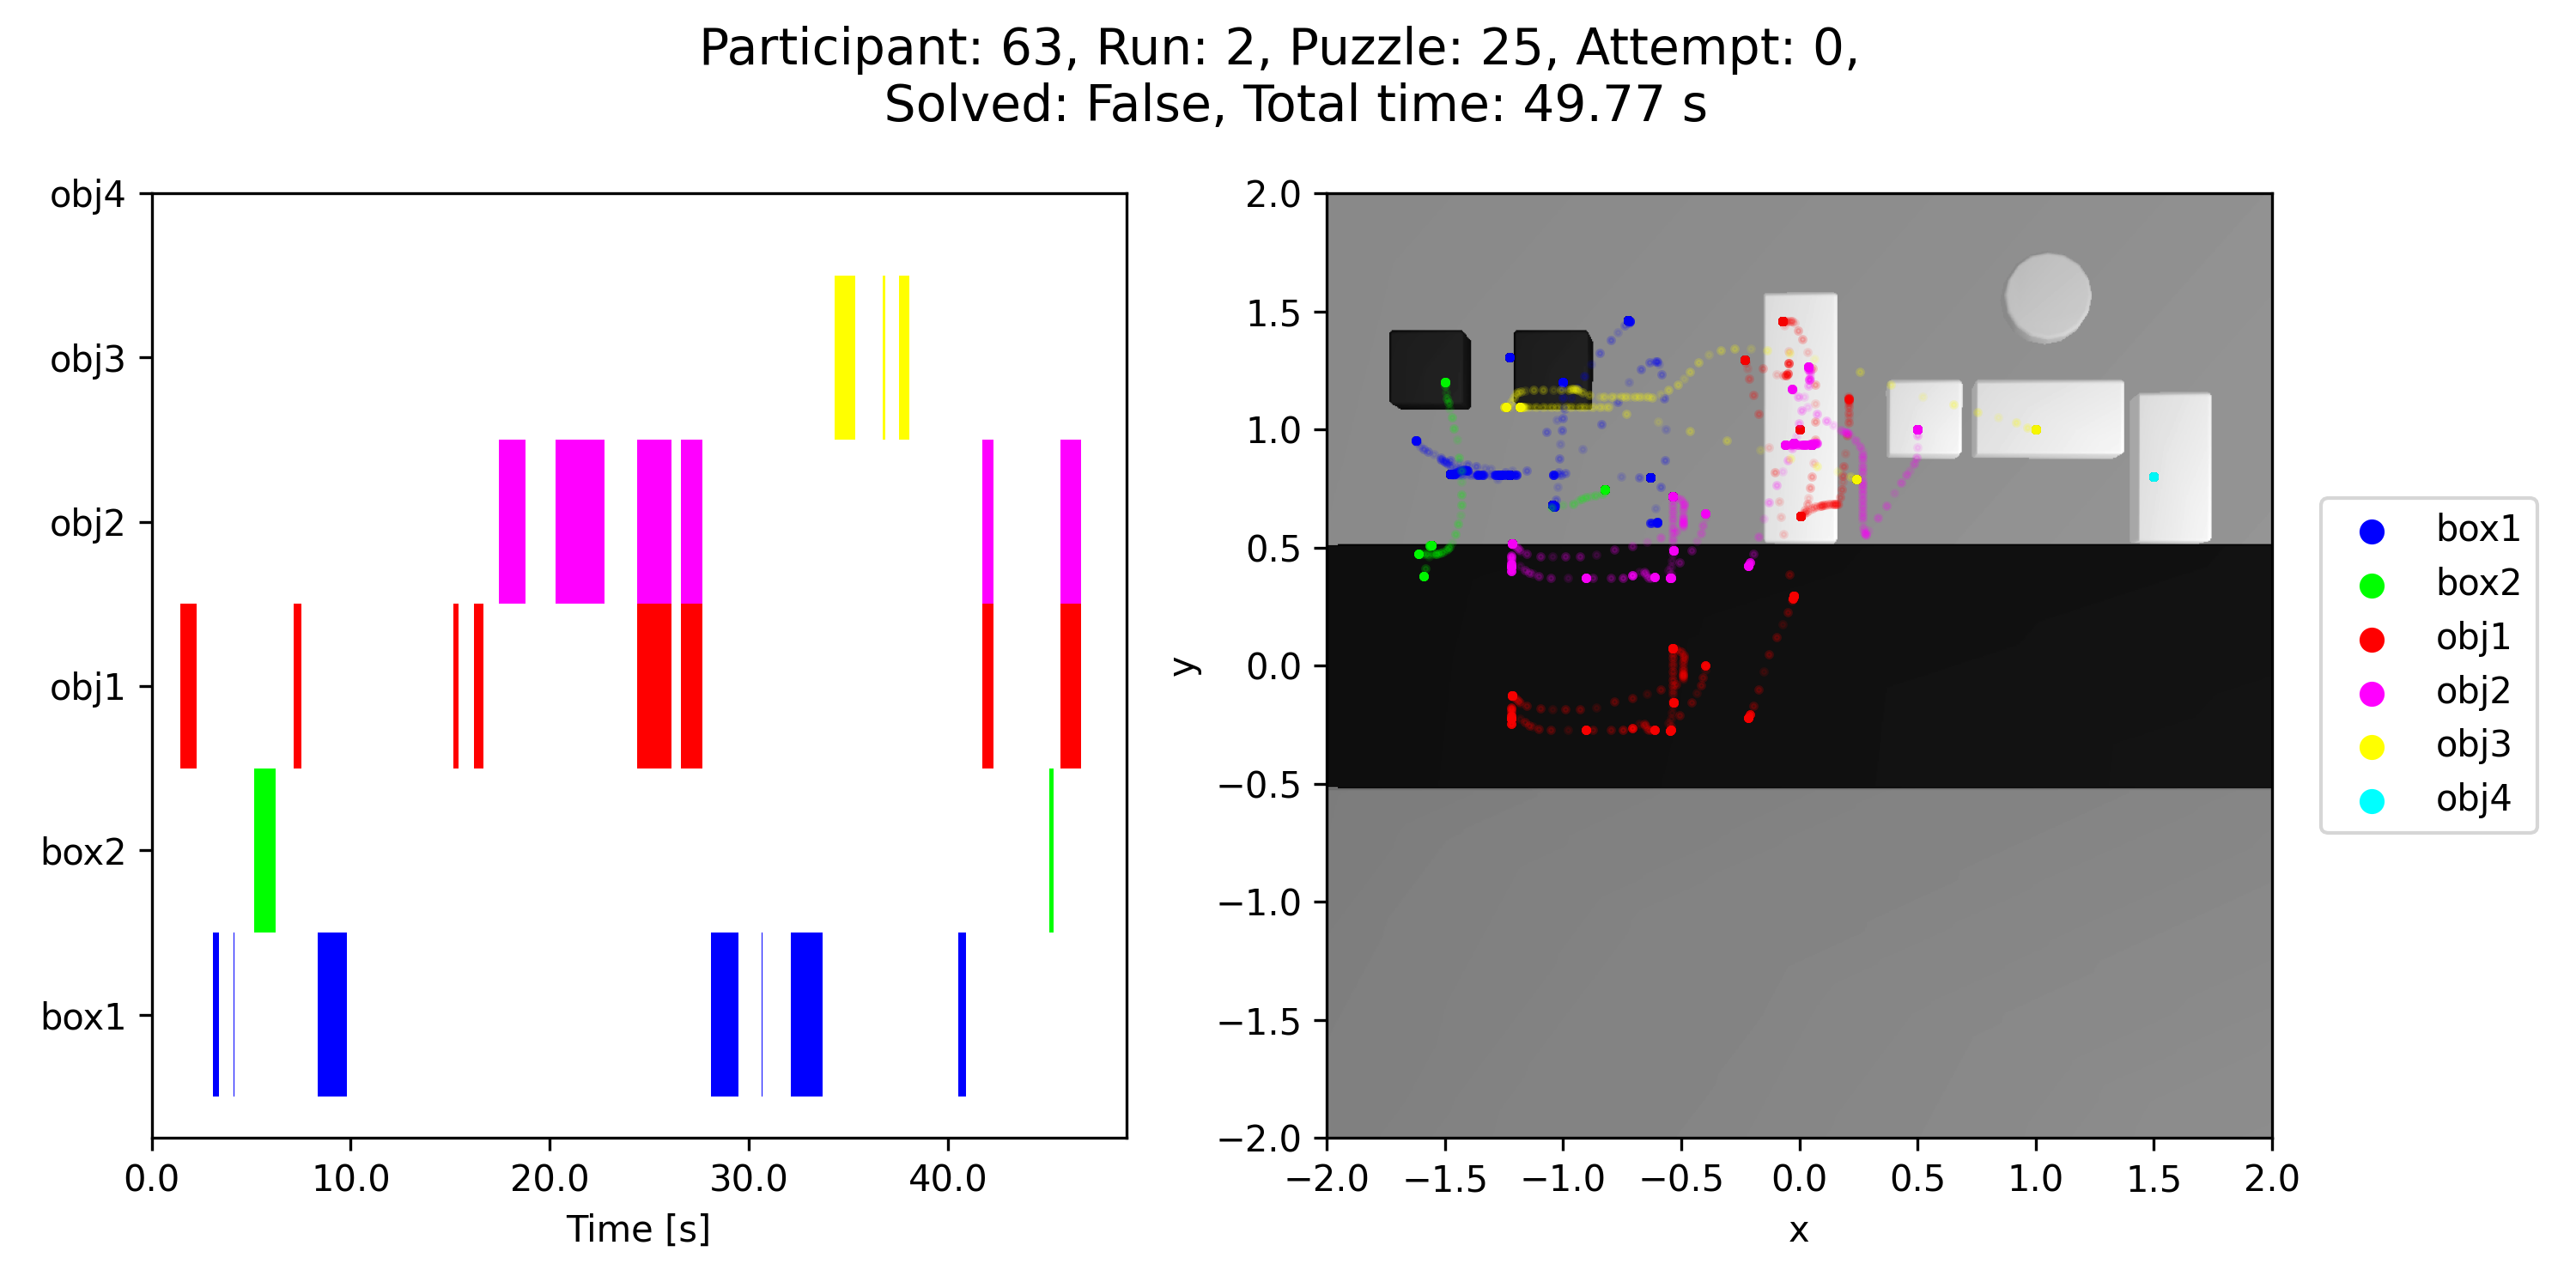 Participant: 63, Run: 2, Puzzle: 25, Attempt: 0,
Solved: False, Total time: 49.77 s
obj4
obj3
obj2
obj1
box2
box1
0.0 10.0 20.0 30.0 40.0
Time [s]
2.0
1.5
1.0
0.5
0.0
−0.5
−1.0
−1.5
−2.0
y
−2.0 −1.5 −1.0 −0.5 0.0 0.5 1.0 1.5 2.0
x
box1
box2
obj1
obj2
obj3
obj4